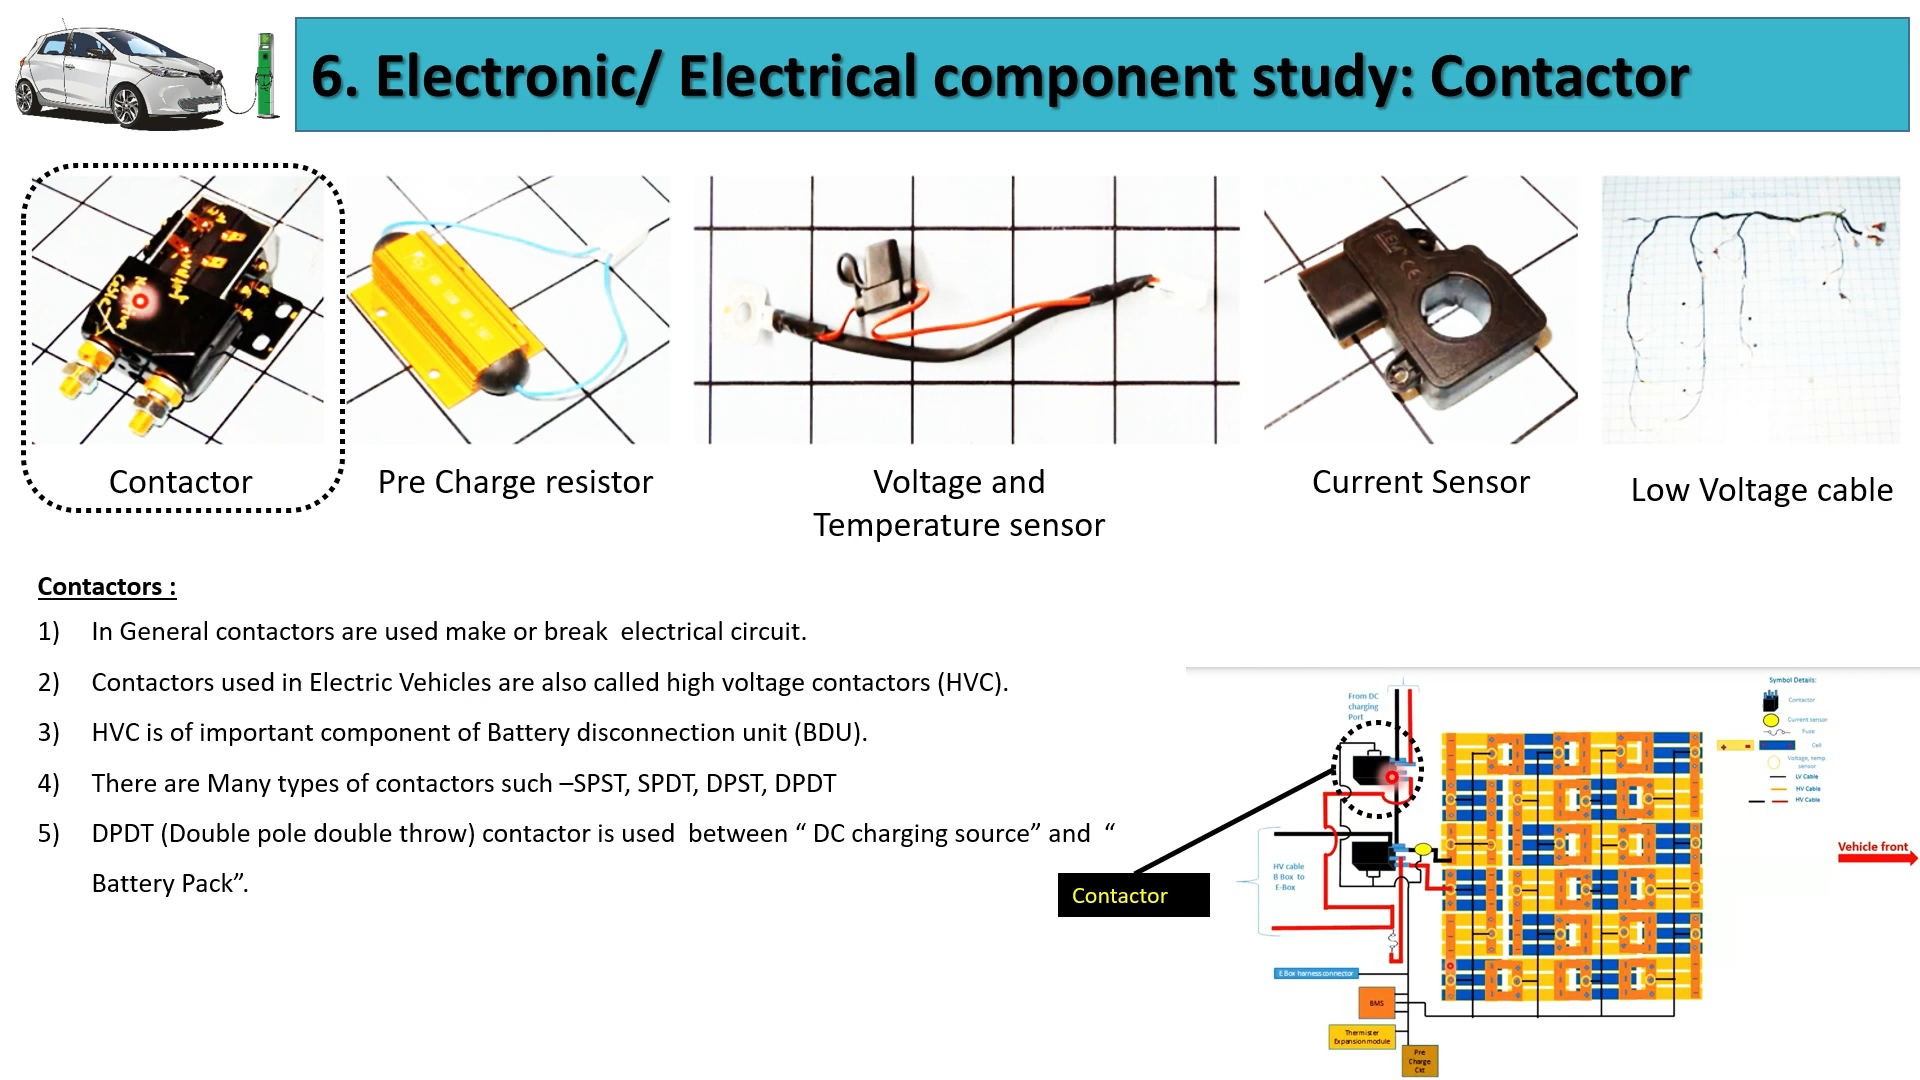 6. Electronic/ Electrical component study: Contactor
LEM CE
Contactor
Pre Charge resistor
Voltage and
Temperature sensor
Current Sensor
Low Voltage cable
Contactors :
1) In General contactors are used make or break electrical circuit.
2) Contactors used in Electric Vehicles are also called high voltage contactors (HVC).
3) HVC is of important component of Battery disconnection unit (BDU).
4) There are Many types of contactors such –SPST, SPDT, DPST, DPDT
5) DPDT (Double pole double throw) contactor is used between “ DC charging source” and “
Battery Pack”.
Contactor
From DC
charging
Port
HV cable
B Box to
E-Box
E Box harness connector
BMS
Thermister
Expansion module
Pre
Charge
Ckt
Symbol Details:
Contactor
Current sensor
Fuse
Cell
Voltage, temp.
sensor
LV Cable
HV Cable
HV Cable
Vehicle front